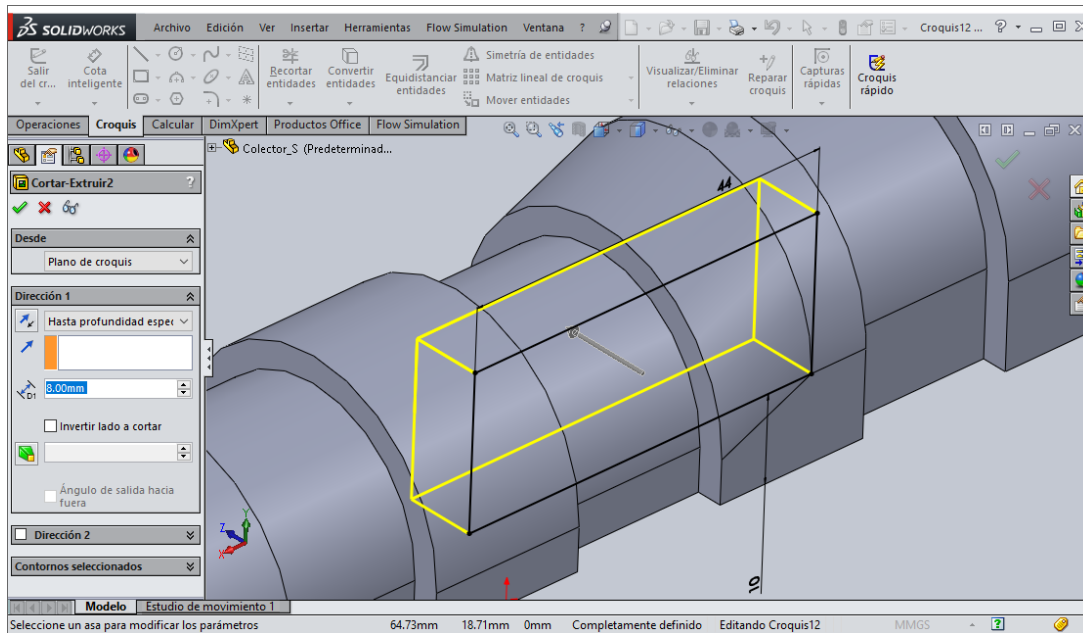 SOLIDWORKS Archivo Edición Ver Insertar Herramientas Flow Simulation Ventana ? Croquis12 ... ?
Salir del cr...
Cota inteligente
Recortar entidades
Convertir entidades
Equidistanciar entidades
Simetría de entidades
Matriz lineal de croquis
Mover entidades
Visualizar/Eliminar relaciones
Reparar croquis
Capturas rápidas
Croquis rápido
Operaciones Croquis Calcular DimXpert Productos Office Flow Simulation
Colector_S (Predeterminad...
Cortar-Extruir2 ?
Desde
Plano de croquis
Dirección 1
Hasta profundidad espec
D1 8.00mm
Invertir lado a cortar
Ángulo de salida hacia fuera
Dirección 2
Contornos seleccionados
44
10
Y
Z
X
Modelo Estudio de movimiento 1
Seleccione un asa para modificar los parámetros 64.73mm 18.71mm 0mm Completamente definido Editando Croquis12 MMGS ?